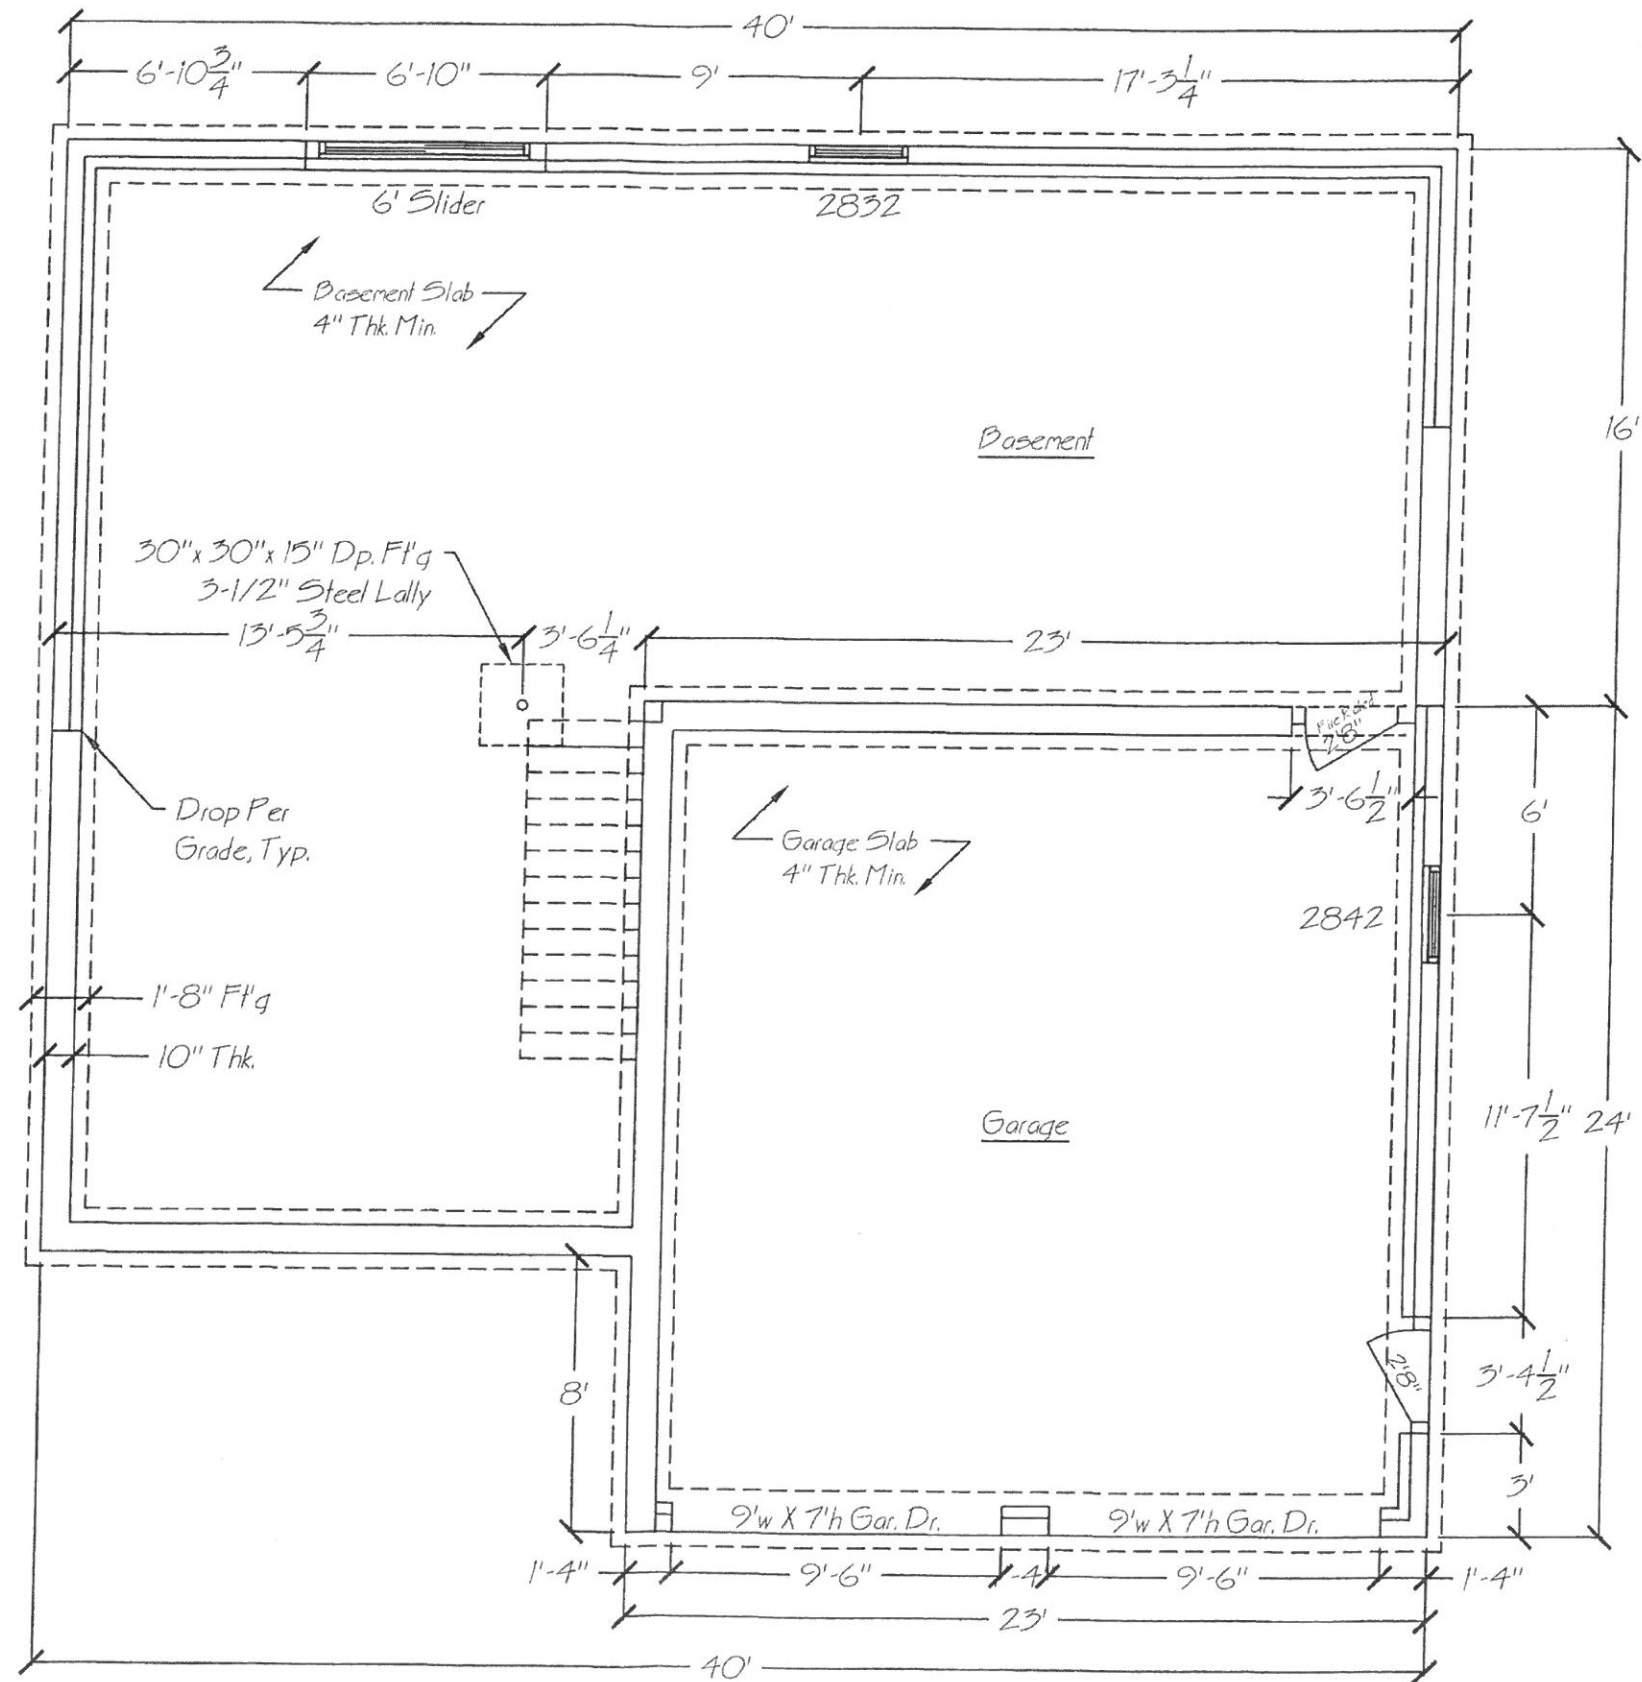 40'
6'-10 3/4" 6'-10" 9' 17'-3 1/4"
6' Slider 2832
Basement Slab
4" Thk. Min.
16'
Basement
30"x 30"x 15" Dp. Ft'g
3-1/2" Steel Lally
13'-5 3/4" 3'-6 1/4" 23'
Fire Rated
2'8"
3'-6 1/2"
6'
Drop Per
Grade, Typ.
Garage Slab
4" Thk. Min.
2842
1'-8" Ft'g
10" Thk.
Garage
11'-7 1/2" 24'
8'
2'8"
3'-4 1/2"
3'
9'w X 7'h Gar. Dr. 9'w X 7'h Gar. Dr.
1'-4" 9'-6" -4 9'-6" 1'-4"
23'
40'